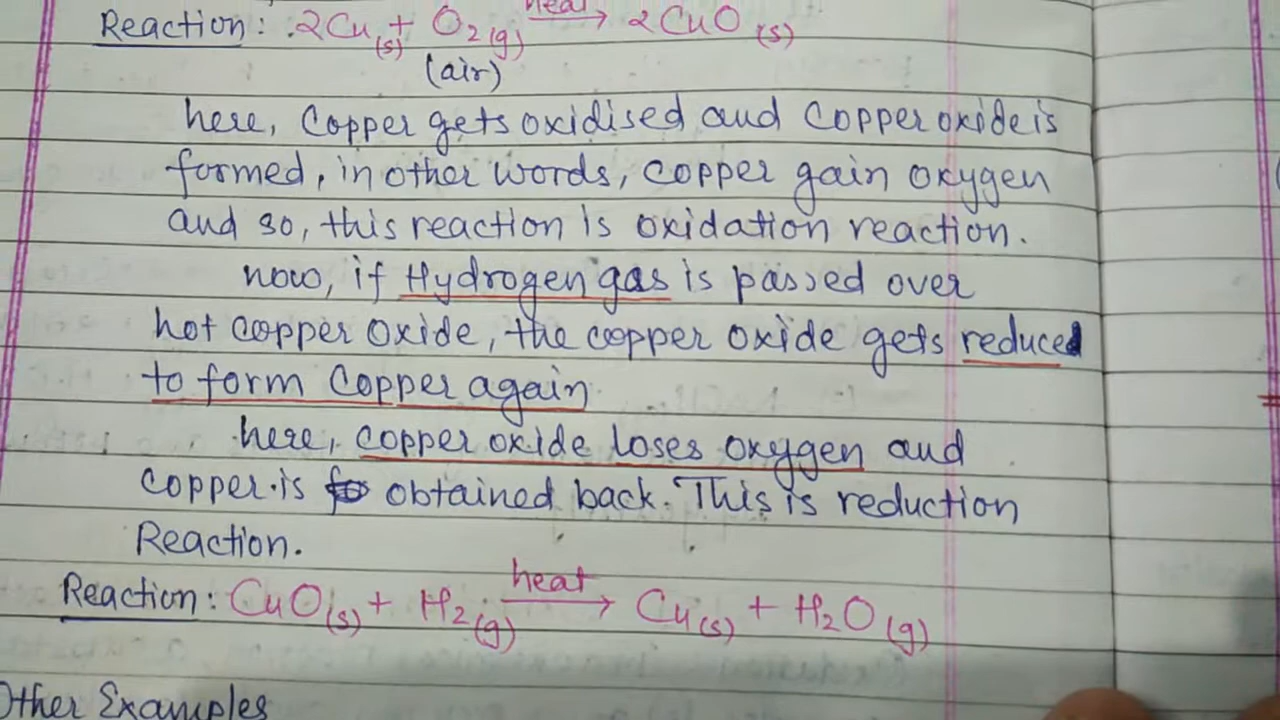 Reaction: 2Cu(s) + O2(g) heat→ 2CuO(s)
(air)
here, Copper gets oxidised and Copper oxide is
formed, in other words, copper gain oxygen
and so, this reaction is oxidation reaction.
now, if Hydrogen gas is passed over
hot copper oxide, the copper oxide gets reduced
to form Copper again
here, copper oxide loses oxygen and
copper is obtained back. This is reduction
Reaction.
Reaction: CuO(s) + H2(g) heat→ Cu(s) + H2O(g)
Other Examples